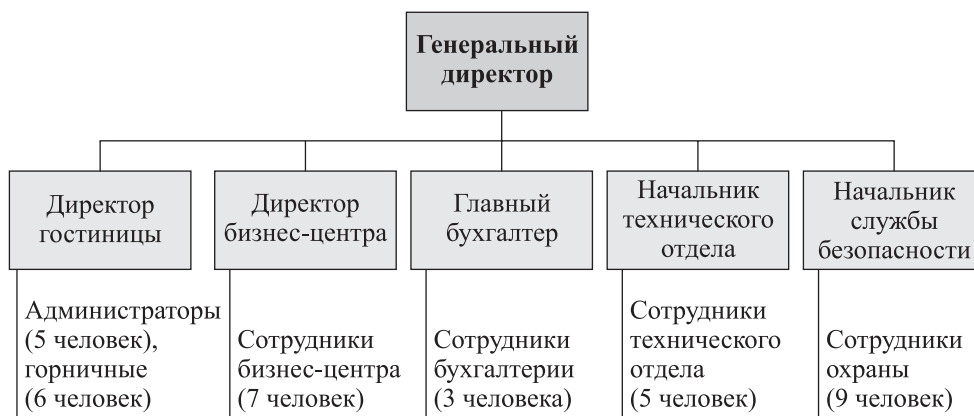 Генеральный
директор
Директор
гостиницы
Директор
бизнес-центра
Главный
бухгалтер
Начальник
технического
отдела
Начальник
службы
безопасности
Администраторы
(5 человек),
горничные
(6 человек)
Сотрудники
бизнес-центра
(7 человек)
Сотрудники
бухгалтерии
(3 человека)
Сотрудники
технического
отдела
(5 человек)
Сотрудники
охраны
(9 человек)